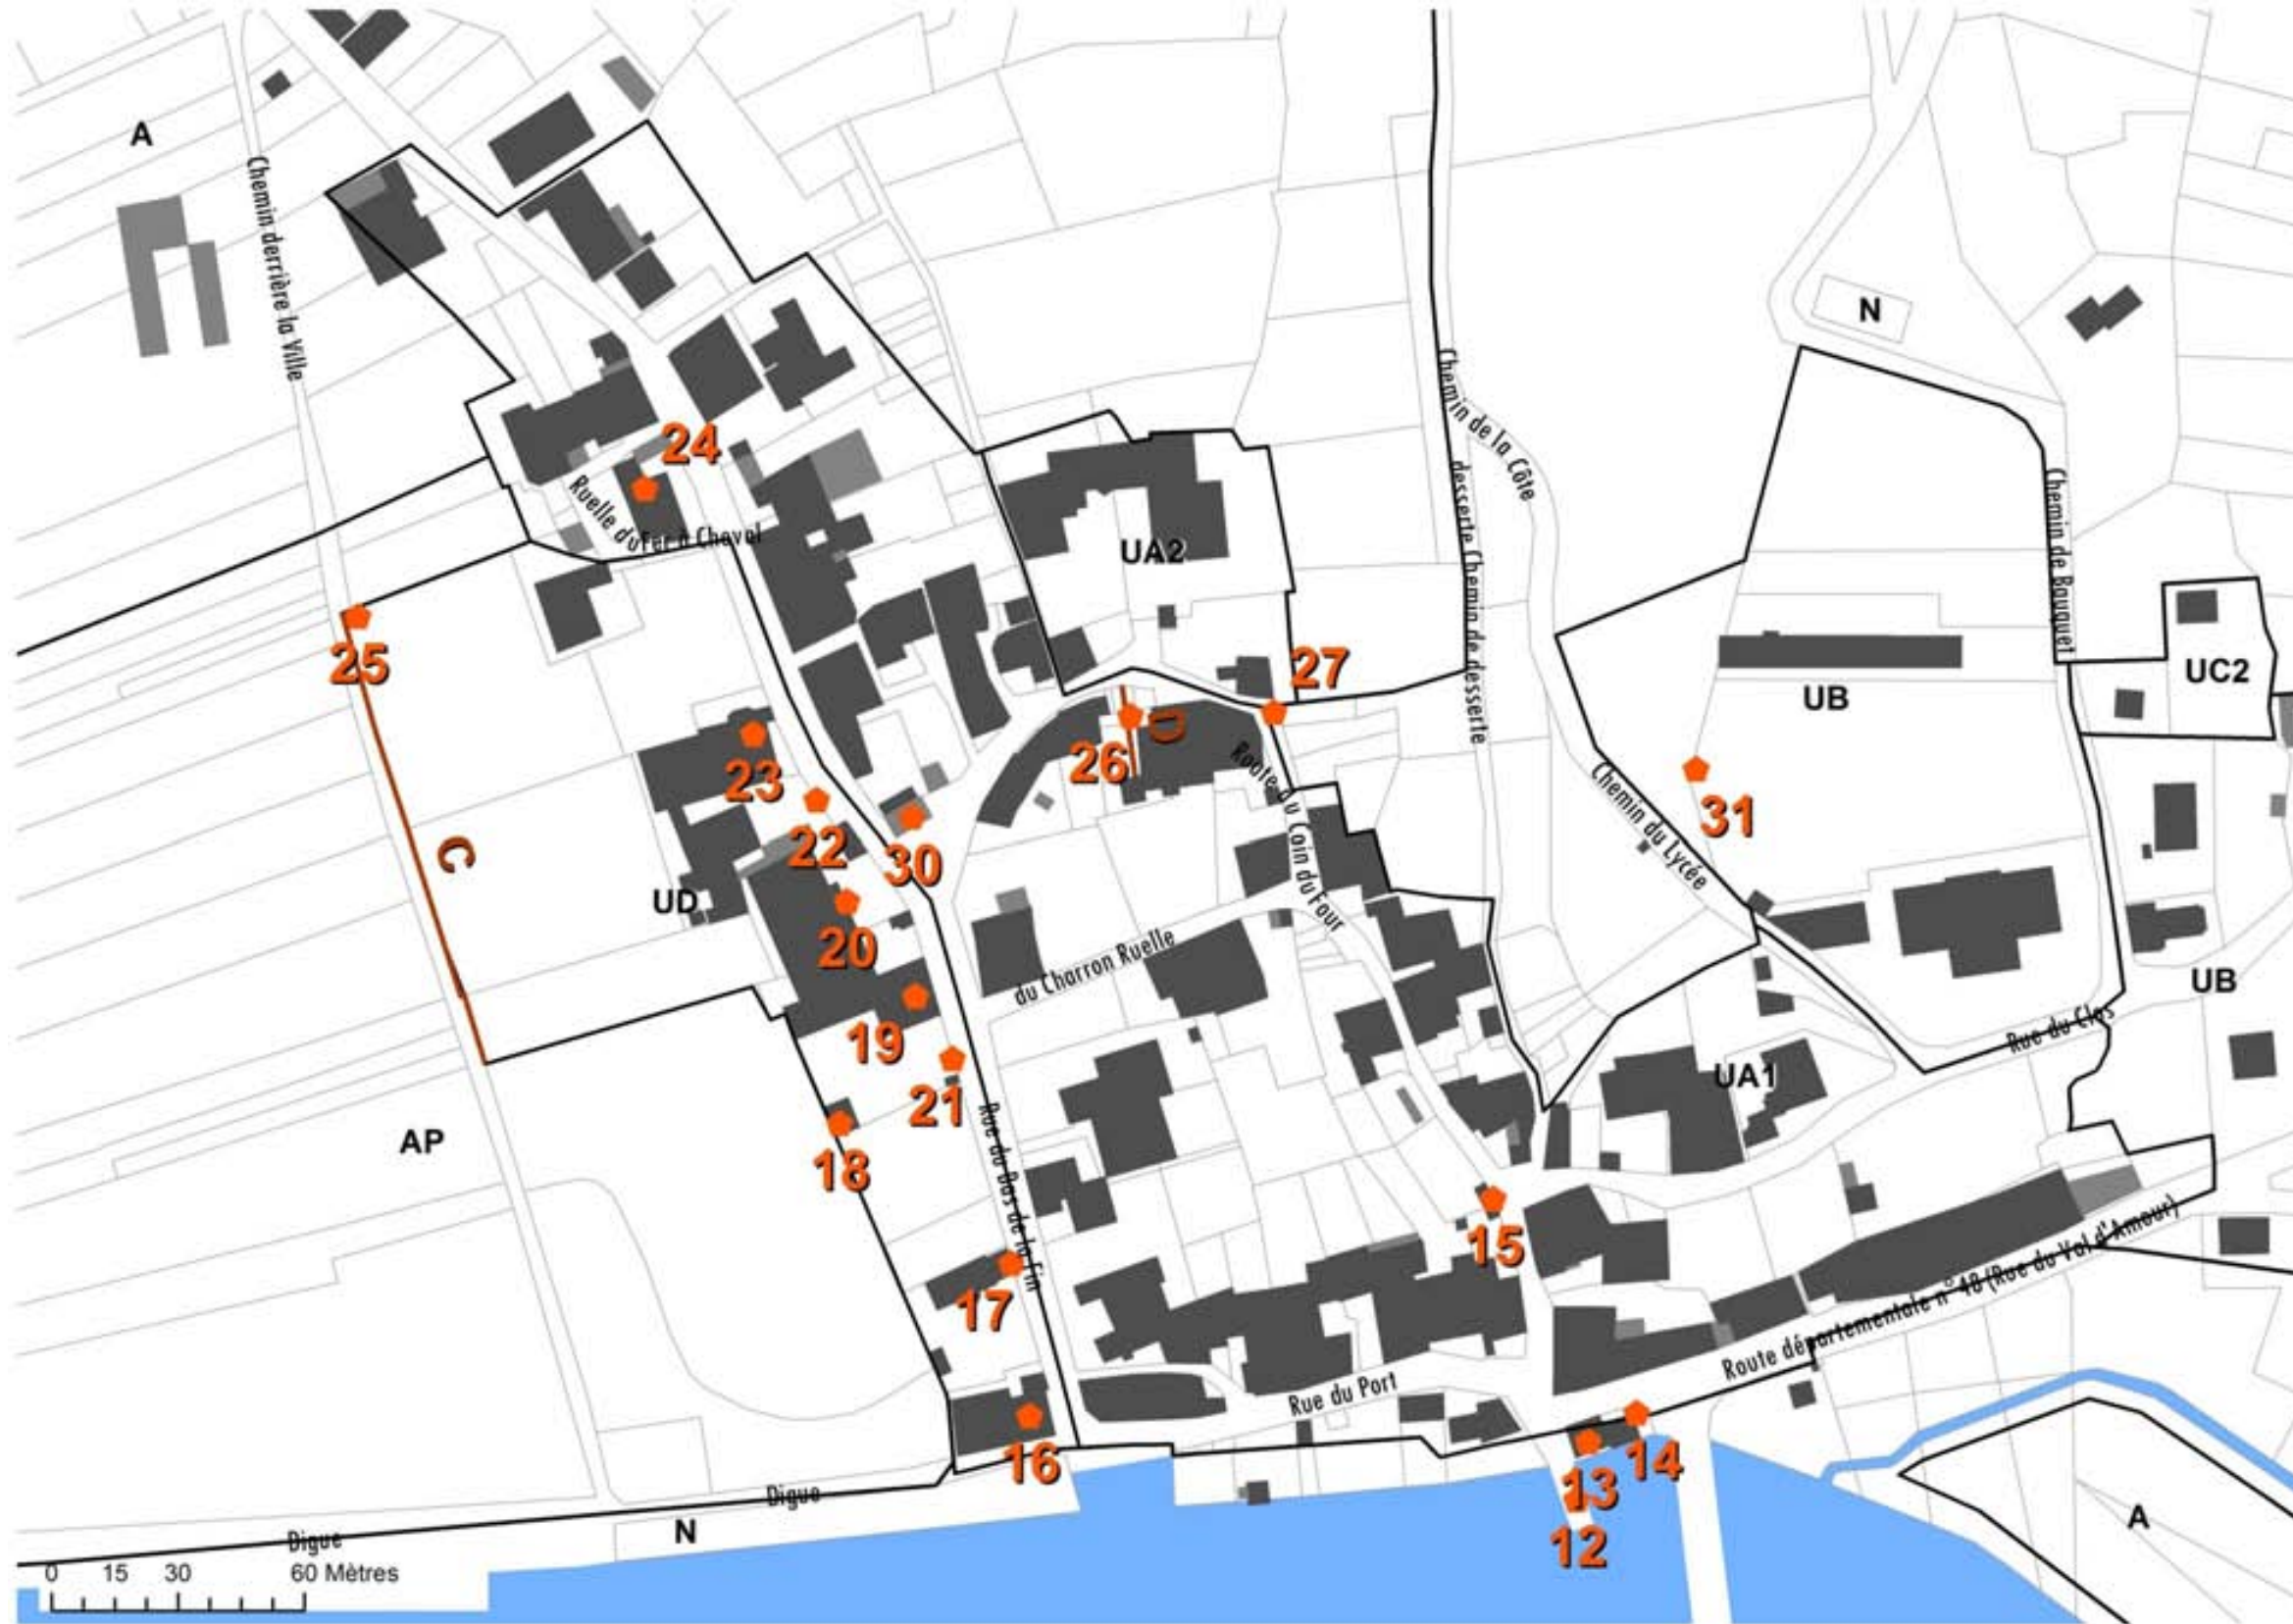 A
Chemin derrière la Ville
N
Chemin de la Côte
24
Ruelle du Fer à Cheval
desserte Chemin de desserte
Chemin de Bauquet
UA2
25
27
UC2
UB
D
26
23
Route du Coin du Four
Chemin du Lycée
31
22
30
C
UD
20
du Charron Ruelle
UB
19
Rue du Clos
UA1
21
AP
18
Rue du Bas de la Fin
15
17
Route départementale n°48 (Rue du Val d'Amour)
Rue du Port
16
14
13
12
Digue
N
Digue
A
0 15 30 60 Mètres